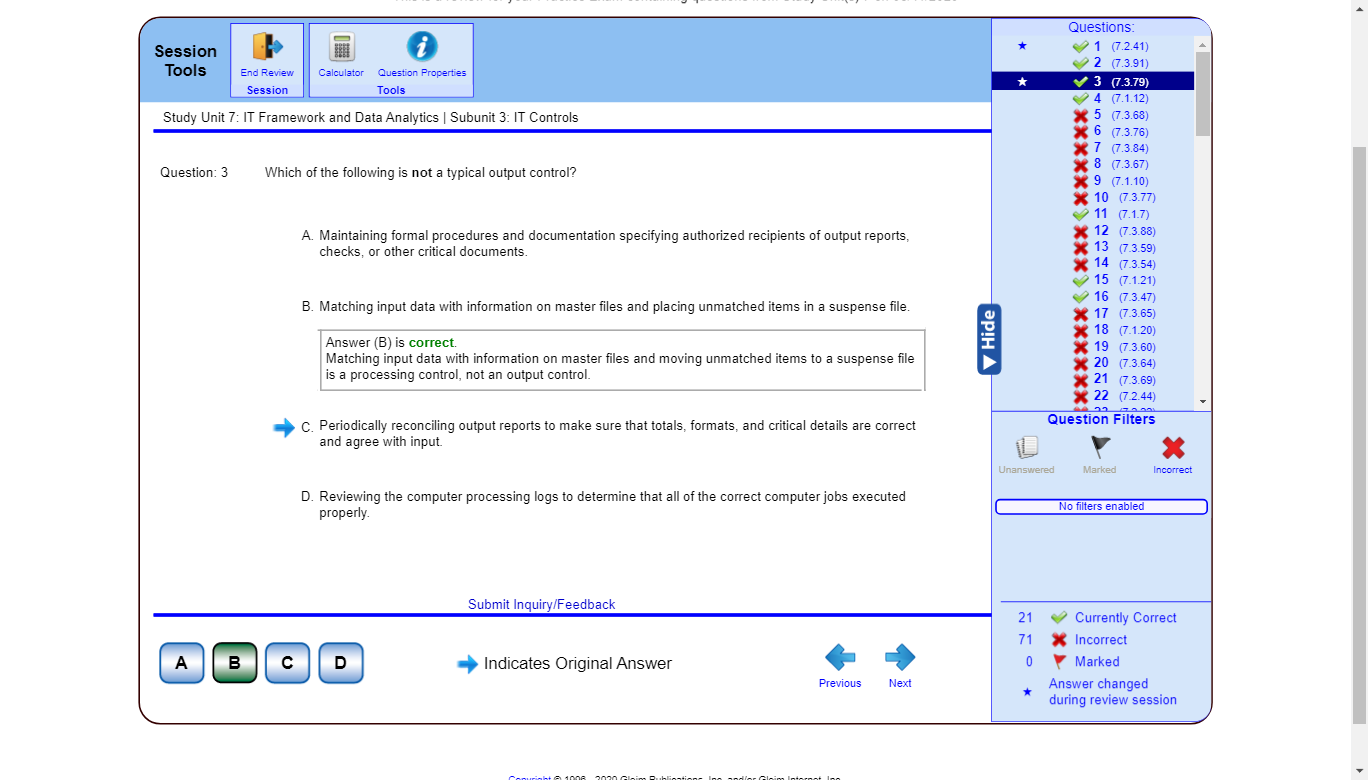 Session
Tools
End Review
Session
Calculator
Question Properties
Tools
Study Unit 7: IT Framework and Data Analytics | Subunit 3: IT Controls
Question: 3
Which of the following is not a typical output control?
A. Maintaining formal procedures and documentation specifying authorized recipients of output reports,
checks, or other critical documents.
B. Matching input data with information on master files and placing unmatched items in a suspense file.
Answer (B) is correct.
Matching input data with information on master files and moving unmatched items to a suspense file
is a processing control, not an output control.
C. Periodically reconciling output reports to make sure that totals, formats, and critical details are correct
and agree with input.
D. Reviewing the computer processing logs to determine that all of the correct computer jobs executed
properly.
Submit Inquiry/Feedback
A
B
C
D
Indicates Original Answer
Previous
Next
Hide
Questions:
1 (7.2.41)
2 (7.3.91)
3 (7.3.79)
4 (7.1.12)
5 (7.3.68)
6 (7.3.76)
7 (7.3.84)
8 (7.3.67)
9 (7.1.10)
10 (7.3.77)
11 (7.1.7)
12 (7.3.88)
13 (7.3.59)
14 (7.3.54)
15 (7.1.21)
16 (7.3.47)
17 (7.3.65)
18 (7.1.20)
19 (7.3.60)
20 (7.3.64)
21 (7.3.69)
22 (7.2.44)
Question Filters
Unanswered
Marked
Incorrect
No filters enabled
21 Currently Correct
71 Incorrect
0 Marked
Answer changed
during review session
Copyright © 1996 - 2020 Gleim Publications, Inc. and/or Gleim Internet, Inc.